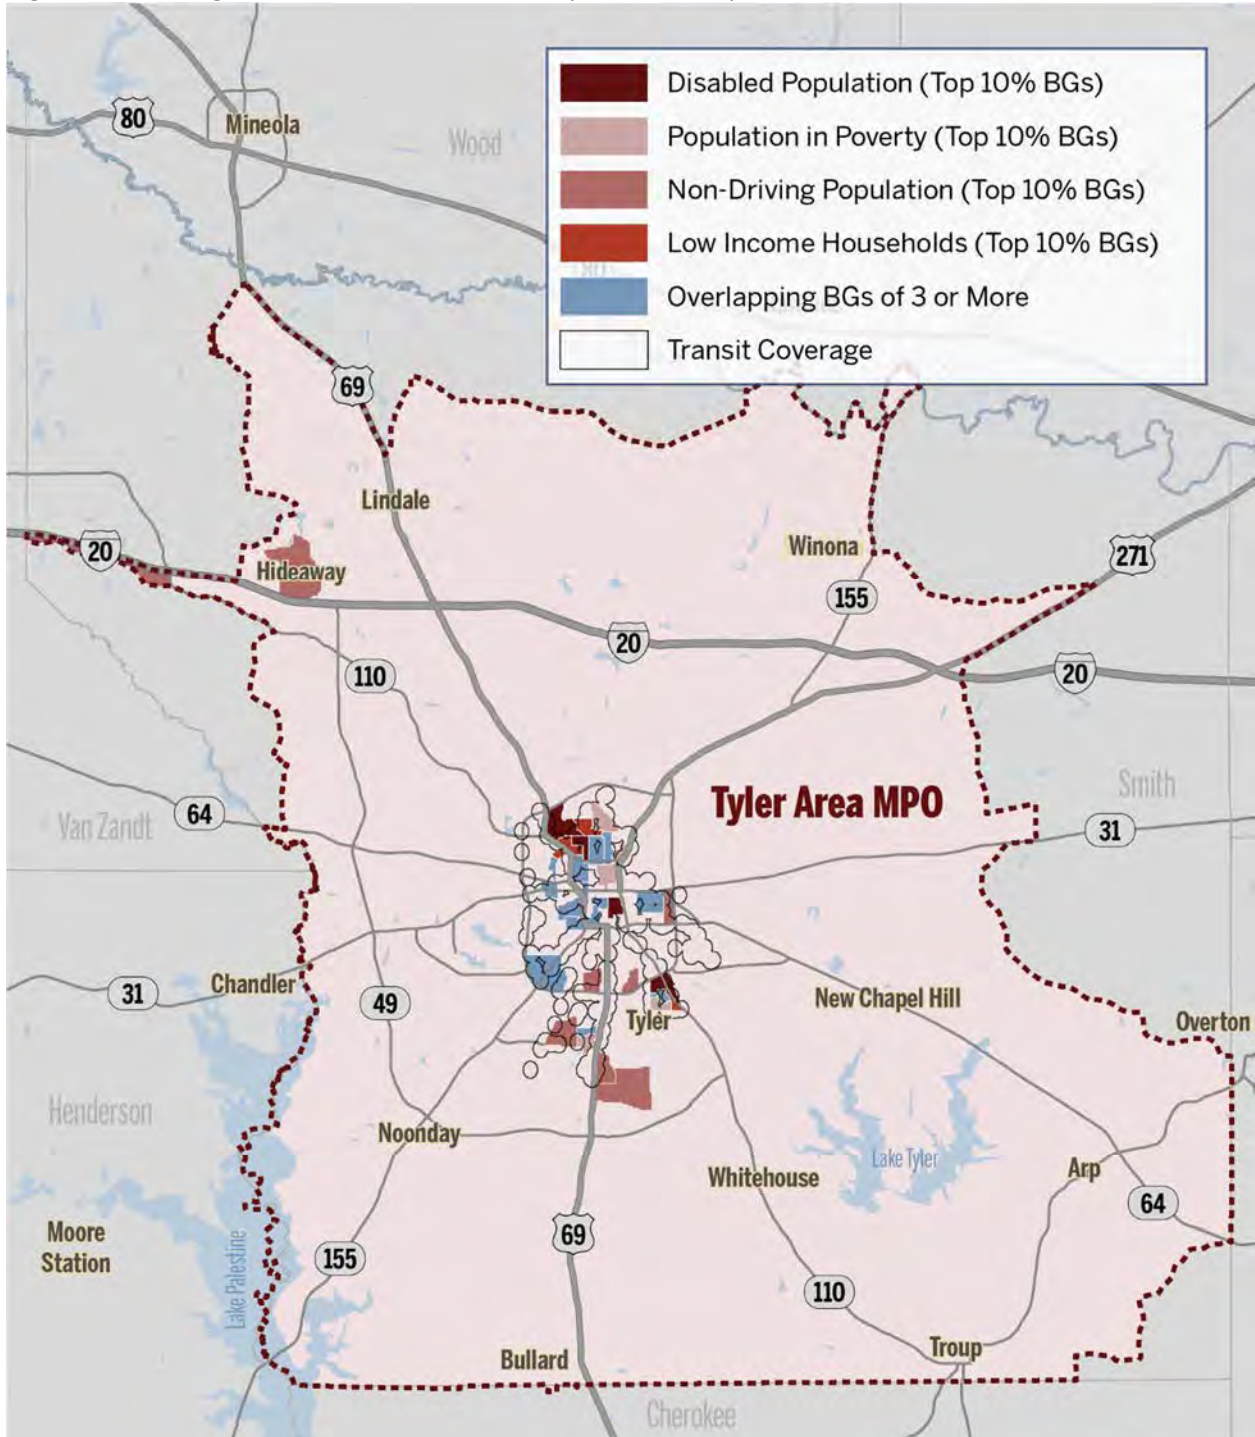 Disabled Population (Top 10% BGs)
Population in Poverty (Top 10% BGs)
Non-Driving Population (Top 10% BGs)
Low Income Households (Top 10% BGs)
Overlapping BGs of 3 or More
Transit Coverage
80
Mineola
Wood
69
Lindale
Winona
20
Hideaway
271
155
20
110
20
Tyler Area MPO
Smith
64
Van Zandt
31
Chandler
31
49
New Chapel Hill
Tyler
Overton
Henderson
Noonday
Lake Tyler
Whitehouse
Arp
64
Moore
Station
69
155
Lake Palestine
110
Troup
Bullard
Cherokee